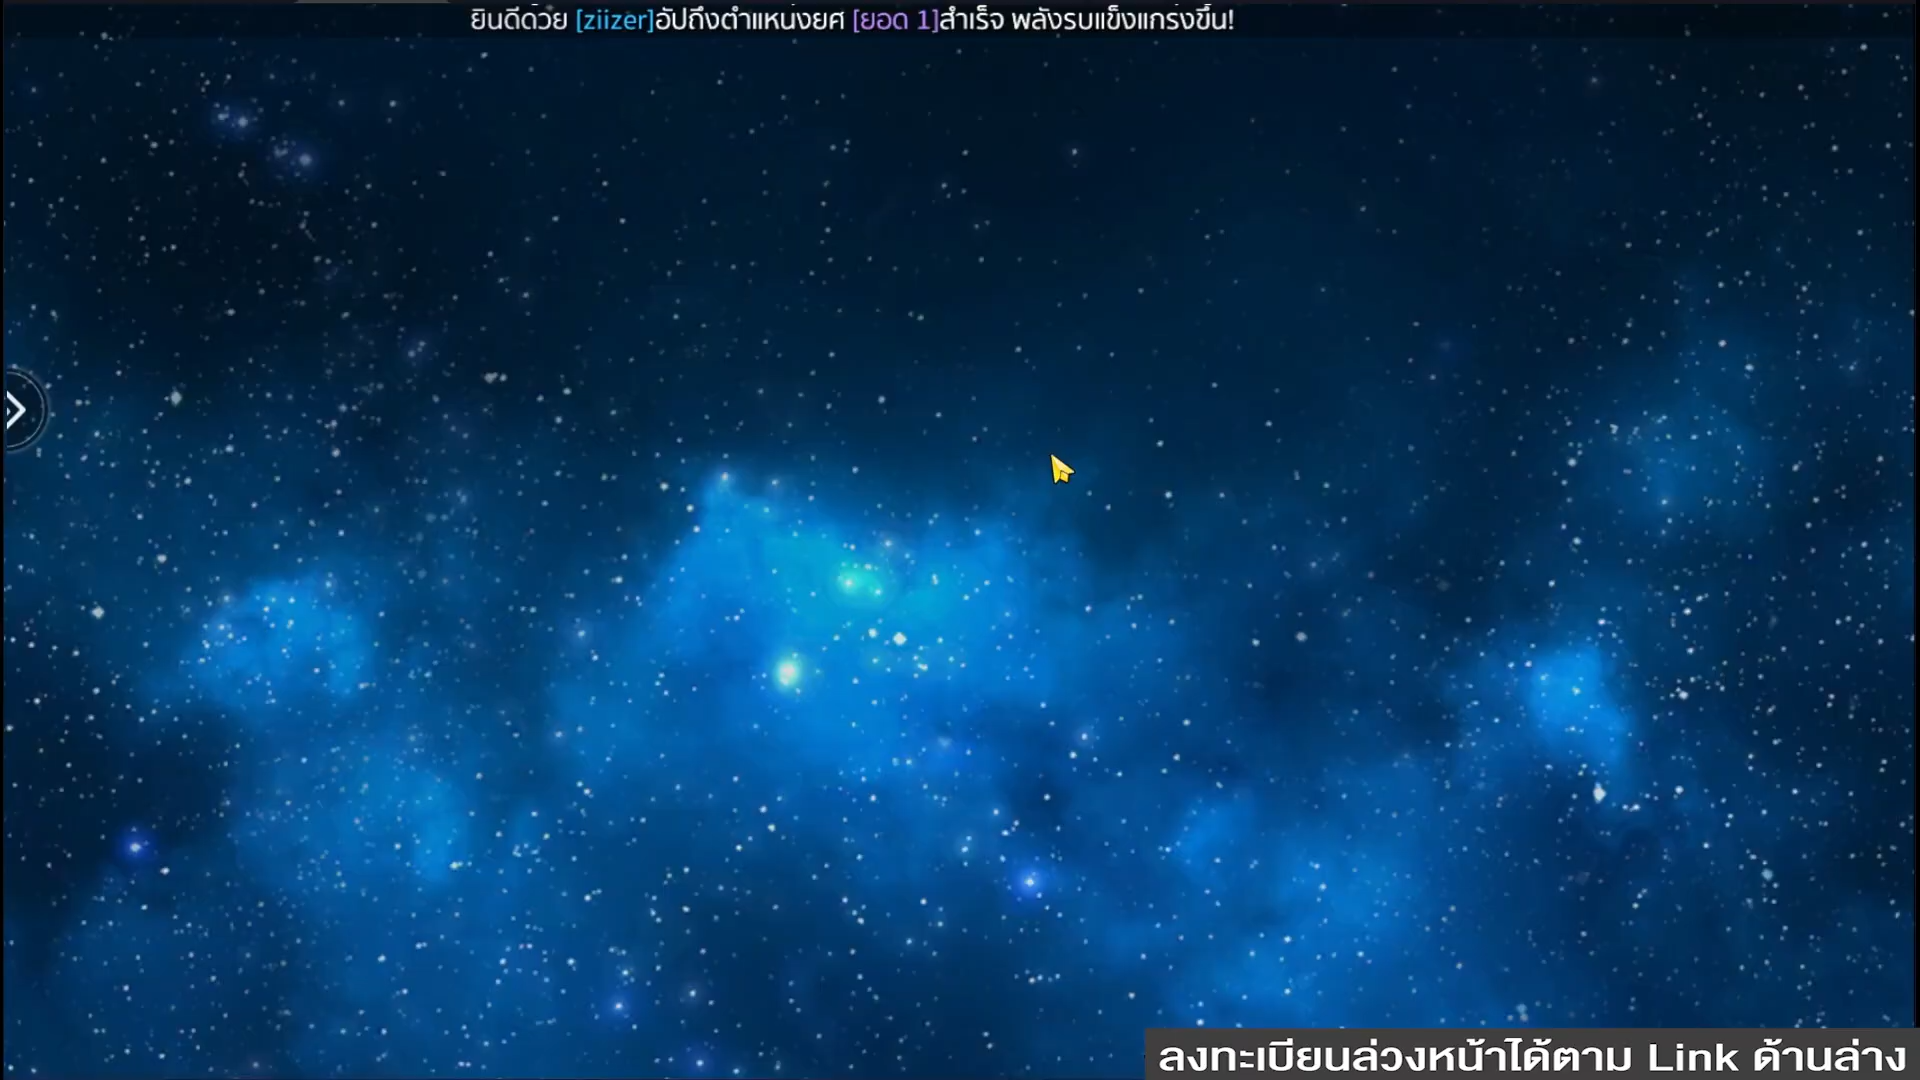 ยินดีด้วย [ziizer]อัปถึงตำแหน่งยศ [ยอด 1]สำเร็จ พลังรบแข็งแกร่งขึ้น!
ลงทะเบียนล่วงหน้าได้ตาม Link ด้านล่าง